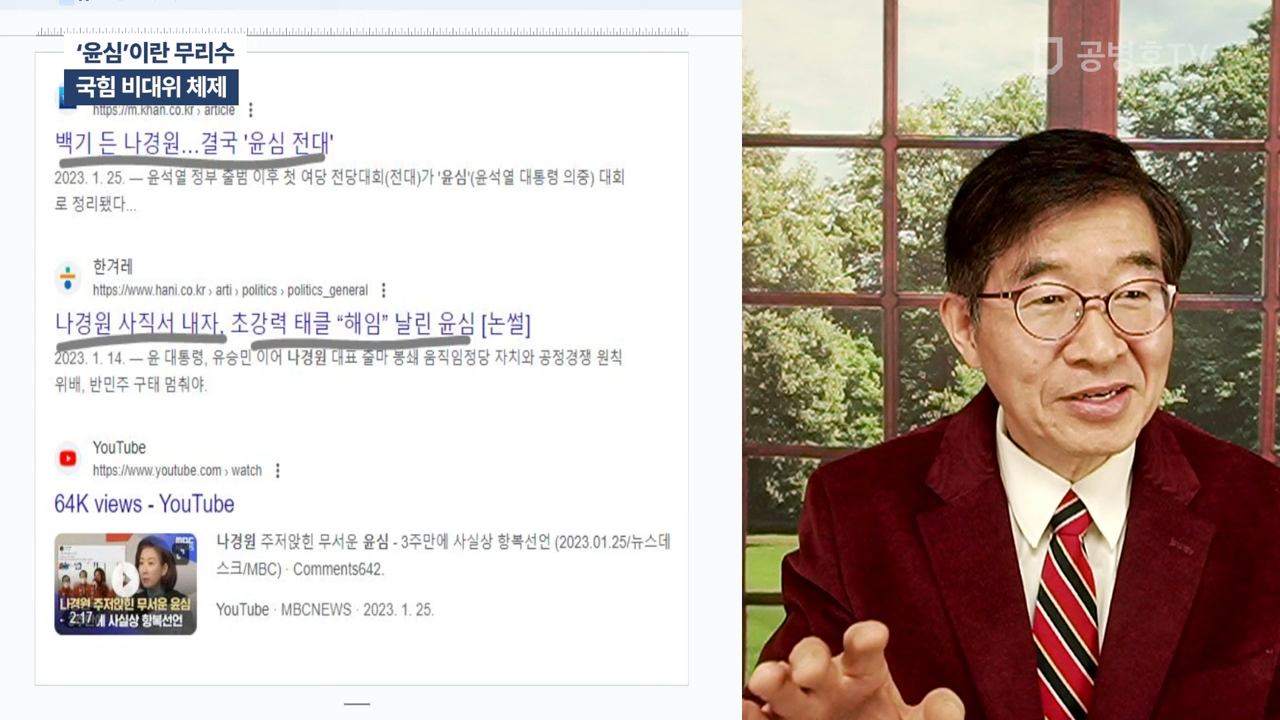 '윤심'이란 무리수
국힘 비대위 체제
공병호TV
https://m.khan.co.kr › article
백기 든 나경원...결국 '윤심 전대'
2023. 1. 25. — 윤석열 정부 출범 이후 첫 여당 전당대회(전대)가 '윤심'(윤석열 대통령 의중) 대회
로 정리됐다...
한겨레
https://www.hani.co.kr › arti › politics › politics_general
나경원 사직서 내자, 초강력 태클 “해임” 날린 윤심 [논썰]
2023. 1. 14. — 윤 대통령, 유승민 이어 나경원 대표 출마 봉쇄 움직임정당 자치와 공정경쟁 원칙
위배, 반민주 구태 멈춰야.
YouTube
https://www.youtube.com › watch
64K views - YouTube
나경원 주저앉힌 무서운 윤심 - 3주만에 사실상 항복선언 (2023.01.25/뉴스데
스크/MBC) · Comments642.
YouTube · MBCNEWS · 2023. 1. 25.
MBC
나경원 주저앉힌 무서운 윤심
2:17
에 사실상 항복선언